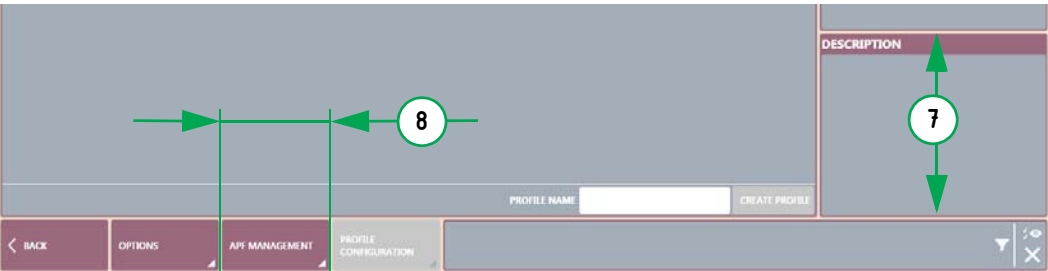 DESCRIPTION
8
7
PROFILE NAME
CREATE PROFILE
BACK
OPTIONS
APF MANAGEMENT
PROFILE
CONFIGURATION